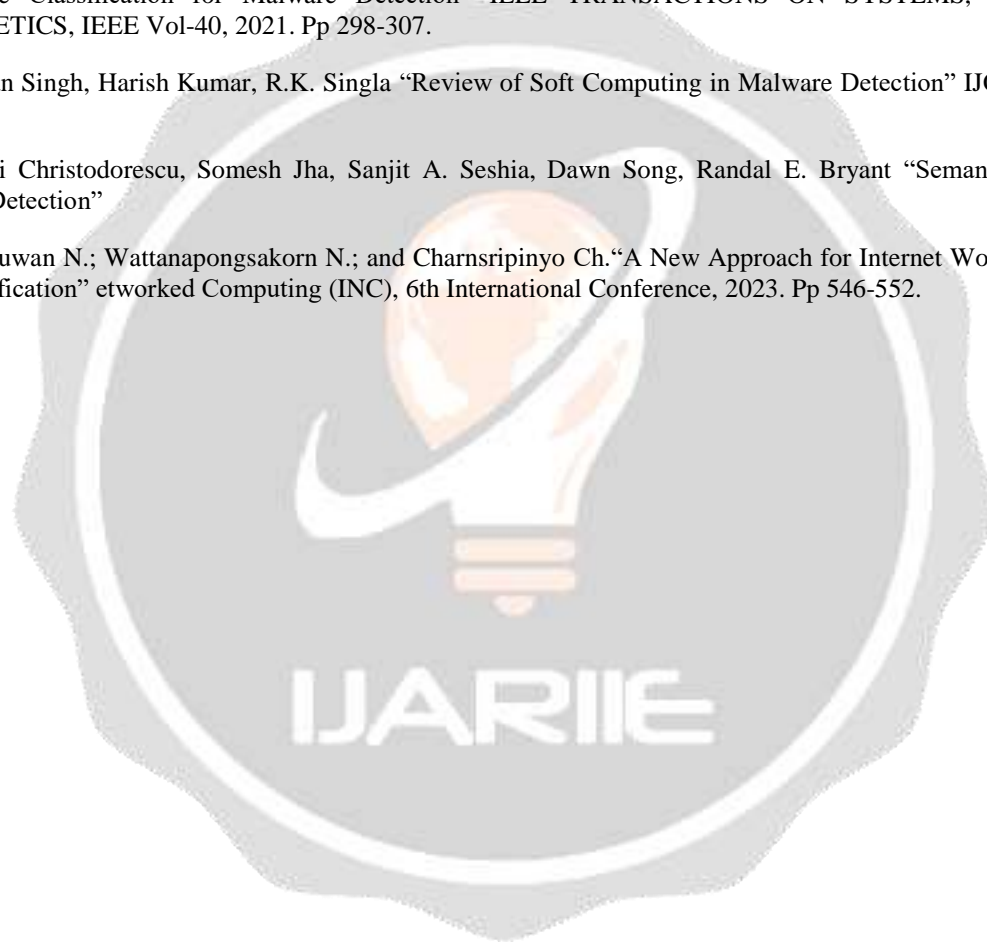 Classification for Malware Detection IEEE TRANSACTIONS ON SYSTEMS,
ETICS, IEEE Vol-40, 2021. Pp 298-307.
n Singh, Harish Kumar, R.K. Singla “Review of Soft Computing in Malware Detection”
i Christodorescu, Somesh Jha, Sanjit A. Seshia, Dawn Song, Randal E. Bryant “Seman
Detection”
uwan N.; Wattanapongsakorn N.; and Charnsripinyo Ch.“A New Approach for Internet Wo
fication” etworked Computing (INC), 6th International Conference, 2023. Pp 546-552.
IJARIIE